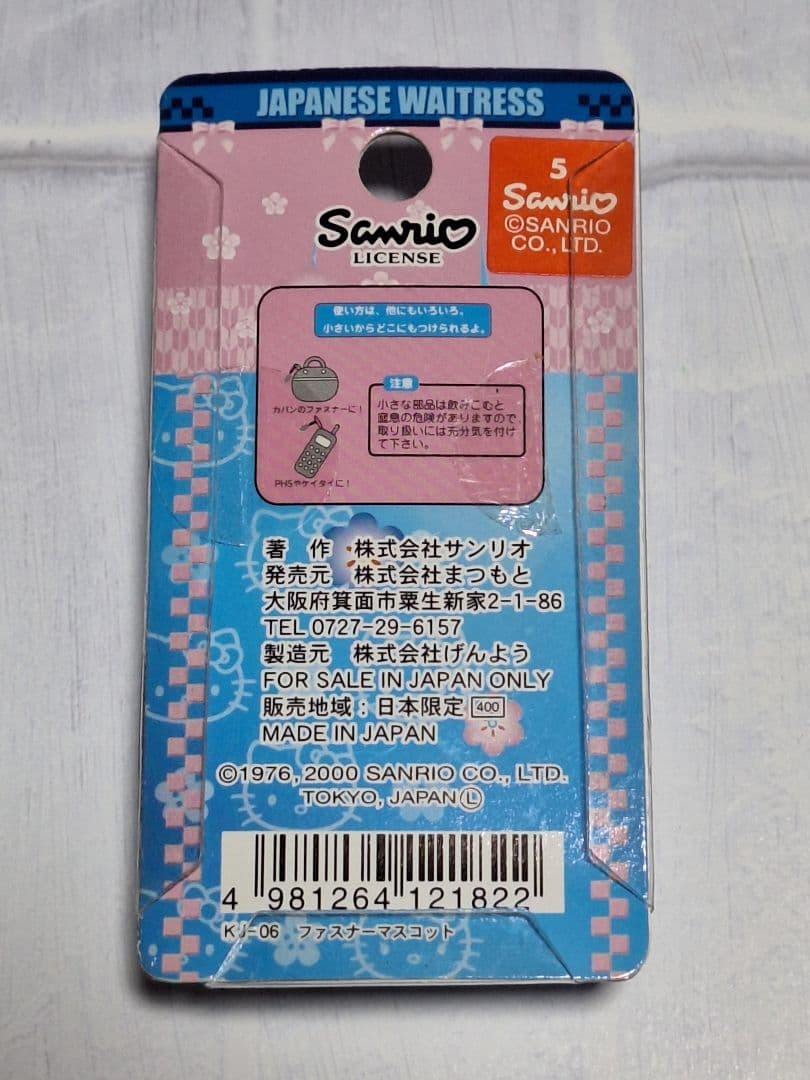 JAPANESE WAITRESS
5
Sanrio
©SANRIO
CO., LTD.
Sanrio
LICENSE
使い方は、他にもいろいろ。
小さいからどこにもつけられるよ。
カバンのファスナーに!
PHSやケイタイに!
注意
小さな部品は飲みこむと
窒息の危険がありますので、
取り扱いには充分気を付け
て下さい。
著　作　株式会社サンリオ
発売元　株式会社まつもと
大阪府箕面市粟生新家2-1-86
TEL 0727-29-6157
製造元　株式会社げんよう
FOR SALE IN JAPAN ONLY
販売地域：日本限定 400
MADE IN JAPAN
©1976, 2000 SANRIO CO., LTD.
TOKYO, JAPAN Ⓛ
4 981264 121822
KJ-06　ファスナーマスコット